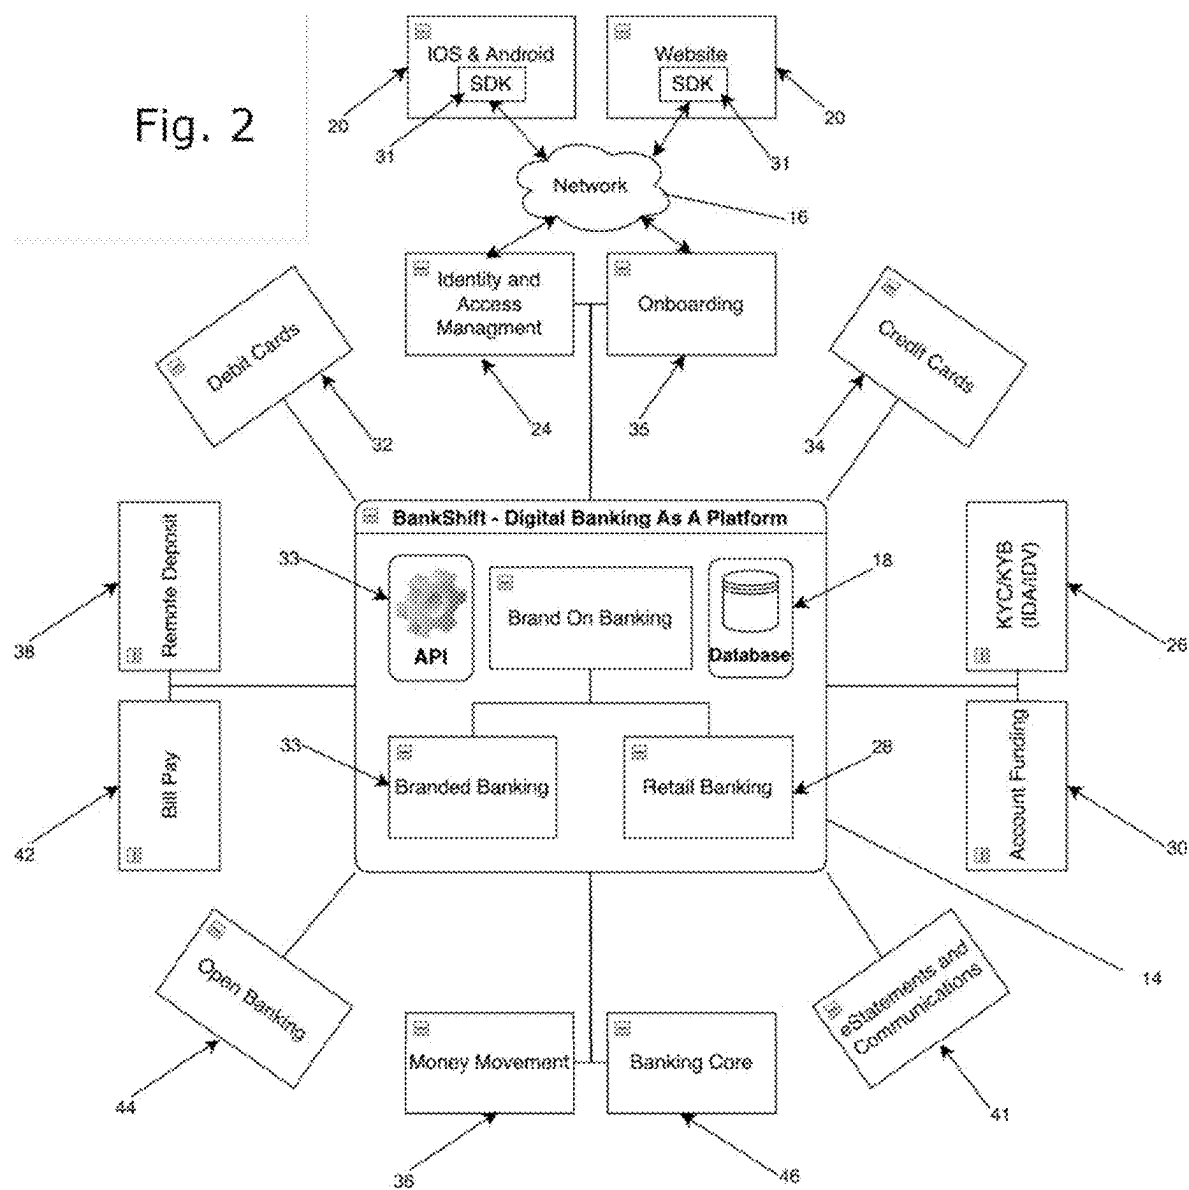 IOS & Android
SDK
Website
SDK
Fig. 2
20
31
20
31
Network
16
Identity and
Access
Managment
Onboarding
Debit Cards
Credit Cards
32
24
35
34
BankShift - Digital Banking As A Platform
Remote Deposit
KYC/KYB
(IDA/IDV)
33
API
Brand On Banking
Database
18
38
26
33
Branded Banking
Retail Banking
28
Bill Pay
Account Funding
42
30
Open Banking
eStatements and
Communications
14
Money Movement
Banking Core
44
41
36
46